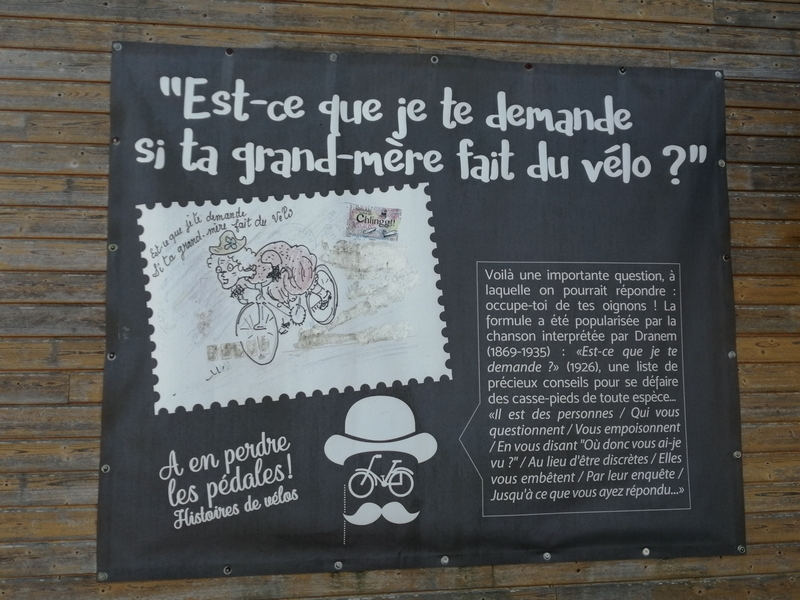 "Est-ce que je te demande
si ta grand-mère fait du vélo ?"
Est-ce que je te demande
Si ta grand-mère fait du vélo
Chlingg!!
Voilà une importante question, à
laquelle on pourrait répondre :
occupe-toi de tes oignons ! La
formule a été popularisée par la
chanson interprétée par Dranem
(1869-1935) : «Est-ce que je te
demande ?» (1926), une liste de
précieux conseils pour se défaire
des casse-pieds de toute espèce...
«Il est des personnes / Qui vous
questionnent / Vous empoisonnent
/ En vous disant "Où donc vous ai-je
vu ?" / Au lieu d'être discrètes / Elles
vous embêtent / Par leur enquête /
Jusqu'à ce que vous ayez répondu...»
A en perdre
les pédales !
Histoires de vélos